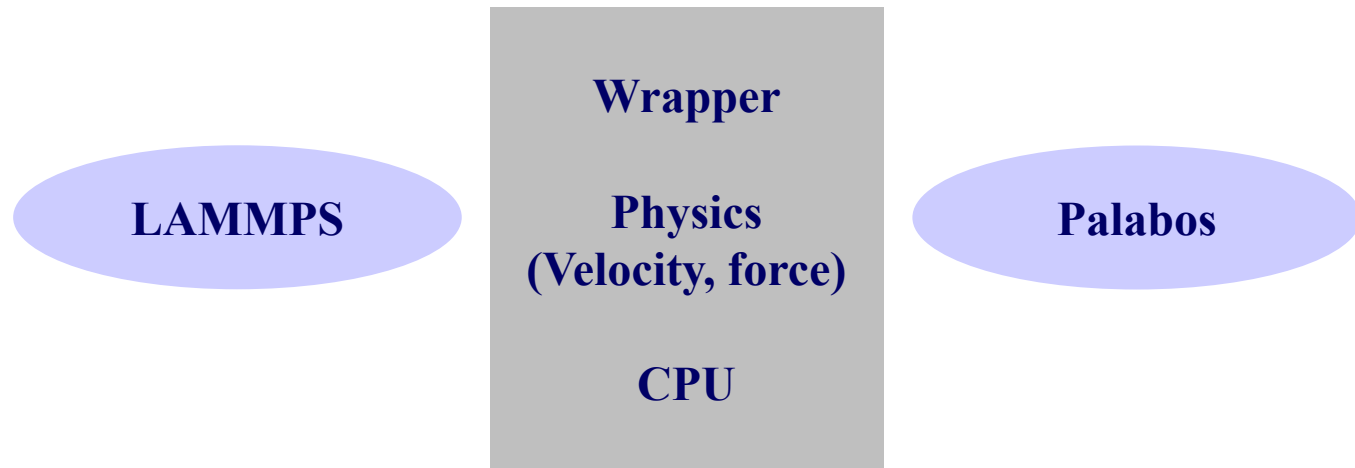 LAMMPS
Wrapper
Physics
(Velocity, force)
CPU
Palabos